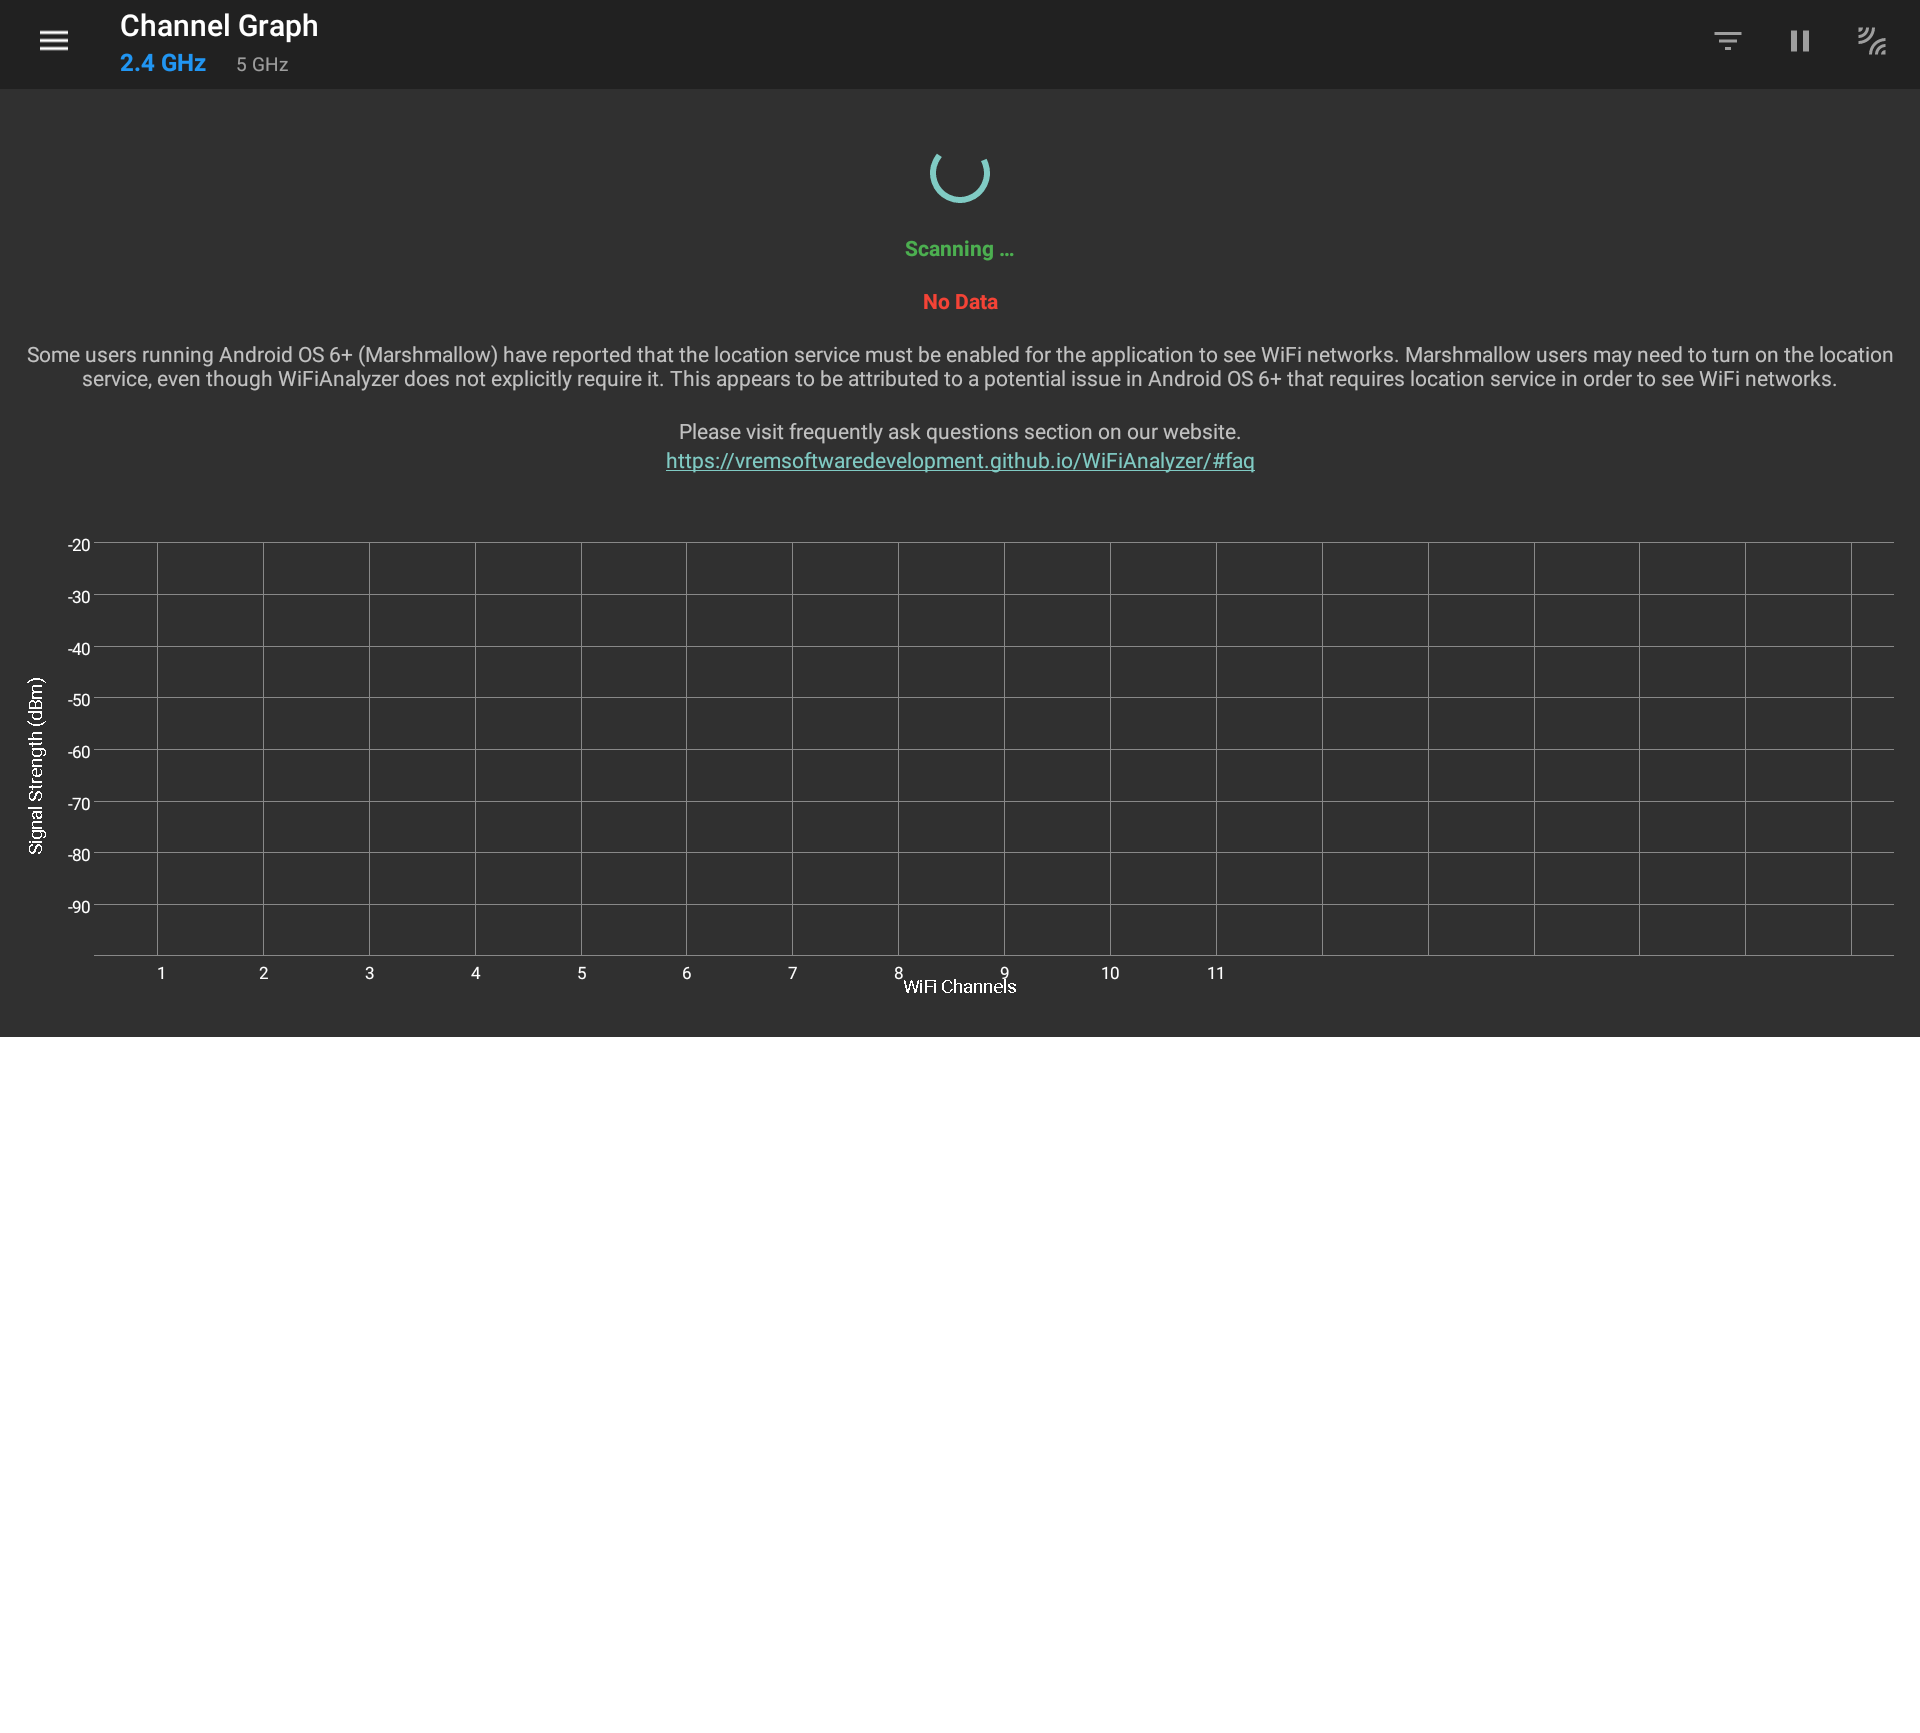 Channel Graph
2.4 GHz 5 GHz
Scanning ...
No Data
Some users running Android OS 6+ (Marshmallow) have reported that the location service must be enabled for the application to see WiFi networks. Marshmallow users may need to turn on the location
service, even though WiFiAnalyzer does not explicitly require it. This appears to be attributed to a potential issue in Android OS 6+ that requires location service in order to see WiFi networks.
Please visit frequently ask questions section on our website.
https://vremsoftwaredevelopment.github.io/WiFiAnalyzer/#faq
-20
-30
-40
-50
-60
-70
-80
-90
Signal Strength (dBm)
1 2 3 4 5 6 7 8 9 10 11
WiFi Channels